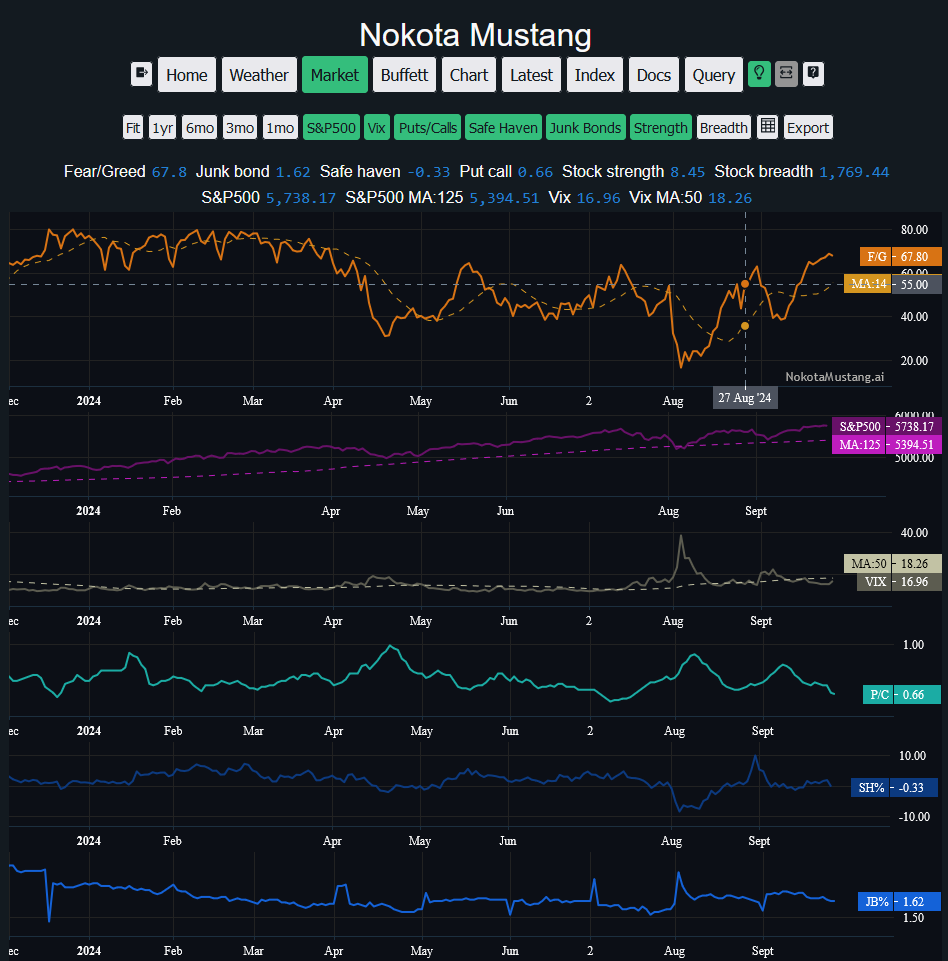 Nokota Mustang
Home Weather Market Buffett Chart Latest Index Docs Query
Fit 1yr 6mo 3mo 1mo S&P500 Vix Puts/Calls Safe Haven Junk Bonds Strength Breadth Export
Fear/Greed 67.8 Junk bond 1.62 Safe haven -0.33 Put call 0.66 Stock strength 8.45 Stock breadth 1,769.44
S&P500 5,738.17 S&P500 MA:125 5,394.51 Vix 16.96 Vix MA:50 18.26
80.00
F/G 67.80
60.00
MA:14 55.00
40.00
20.00
NokotaMustang.ai
27 Aug '24
ec 2024 Feb Mar Apr May Jun 2 Aug
6000.00
S&P500 5738.17
MA:125 5394.51
5000.00
2024 Feb Apr May Jun Aug Sept
40.00
MA:50 18.26
VIX 16.96
ec 2024 Feb Mar Apr May Jun 2 Aug Sept
1.00
P/C 0.66
ec 2024 Feb Mar Apr May Jun 2 Aug Sept
10.00
SH% -0.33
-10.00
2024 Feb Apr May Jun Aug Sept
JB% 1.62
1.50
ec 2024 Feb Mar Apr May Jun 2 Aug Sept